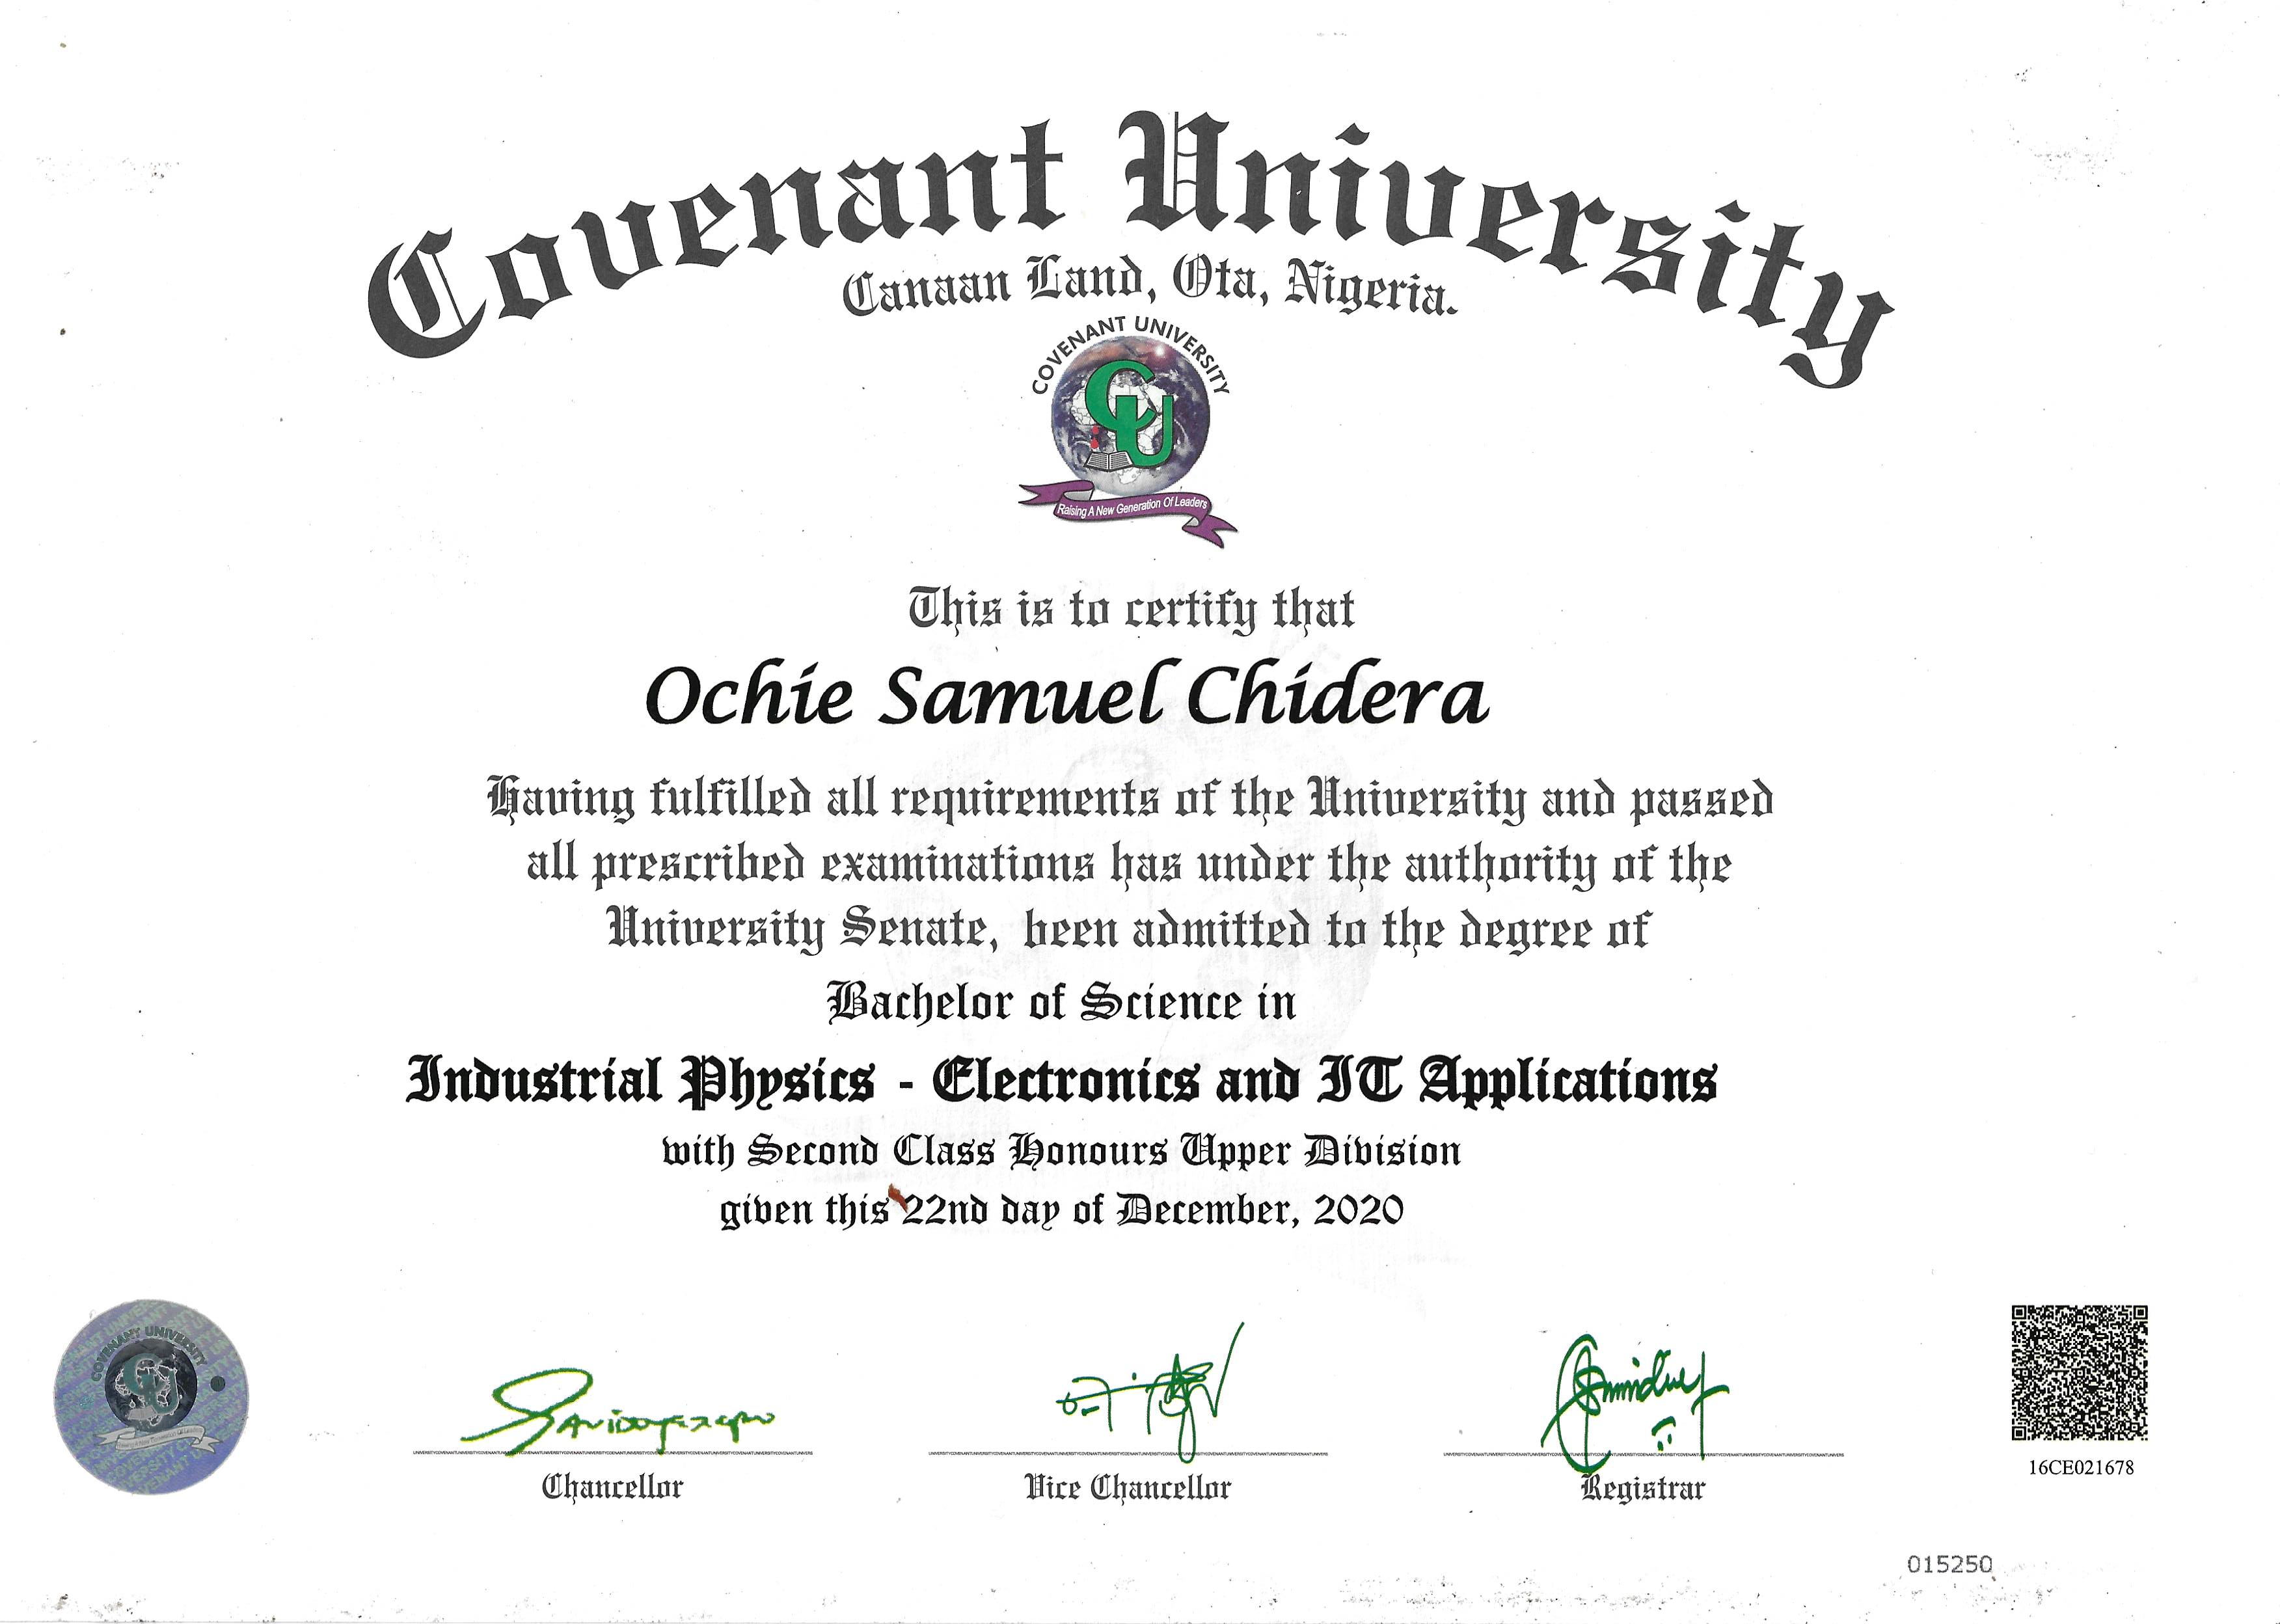 Covenant University
Canaan Land, Ota, Nigeria.
COVENANT UNIVERSITY
CU
Raising A New Generation Of Leaders
This is to certify that
Ochie Samuel Chidera
Having fulfilled all requirements of the University and passed
all prescribed examinations has under the authority of the
University Senate, been admitted to the degree of
Bachelor of Science in
Industrial Physics - Electronics and IT Applications
with Second Class Honours Upper Division
given this 22nd day of December, 2020
COVENANT UNIVERSITY
CU
Chancellor
Vice Chancellor
Registrar
16CE021678
015250